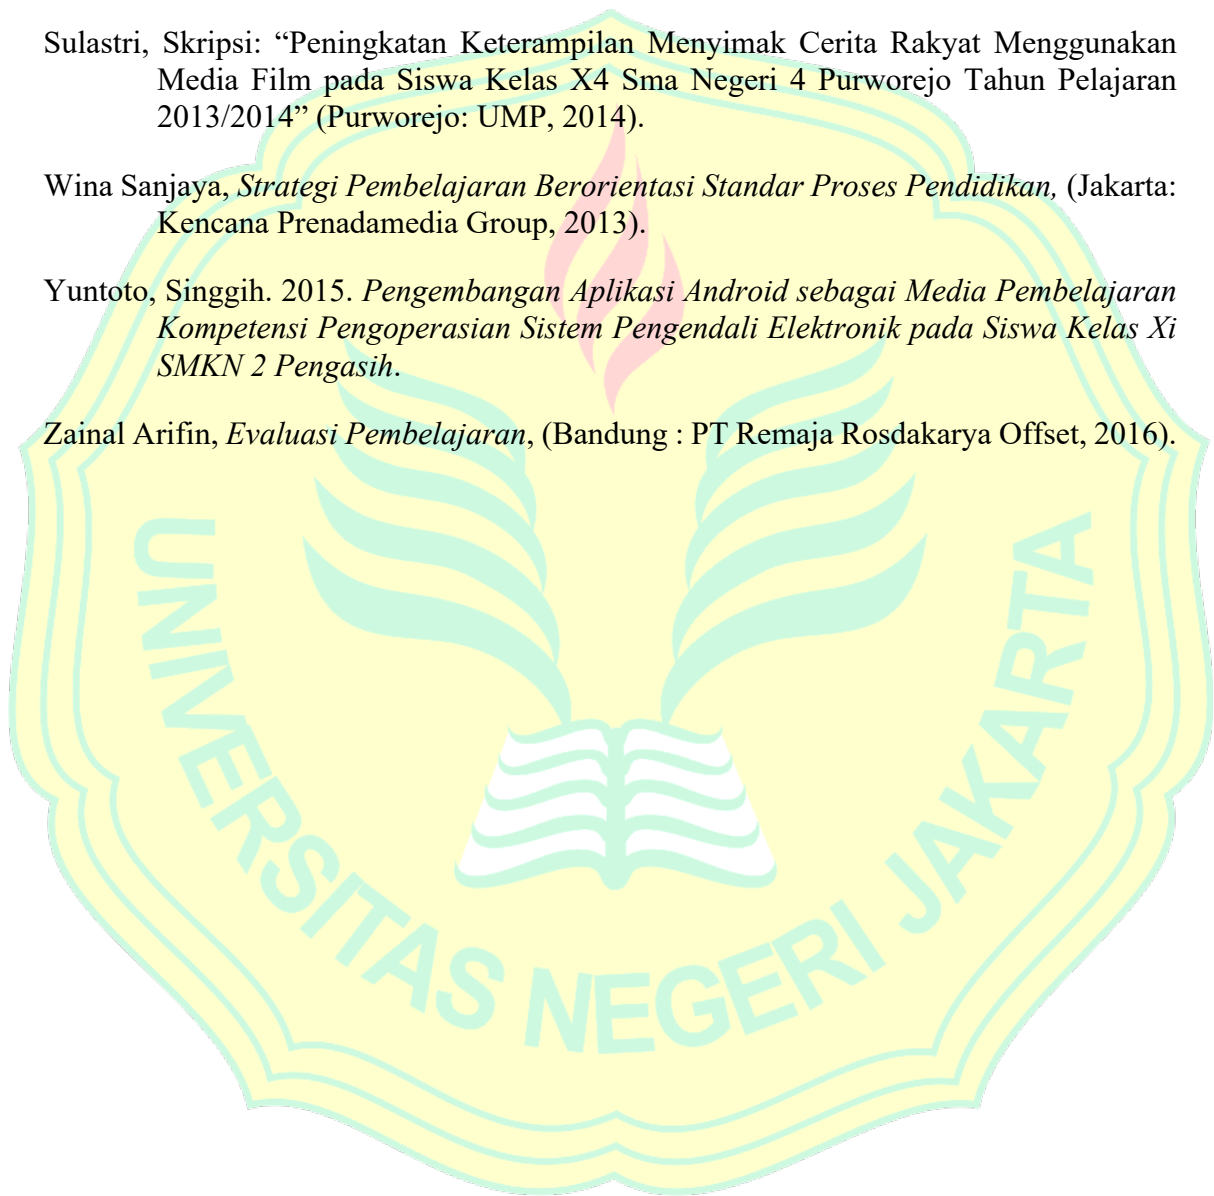 Sulastri, Skripsi: “Peningkatan Keterampilan Menyimak Cerita Rakyat Menggunakan
Media Film pada Siswa Kelas X4 Sma Negeri 4 Purworejo Tahun Pelajaran
2013/2014” (Purworejo: UMP, 2014).
Wina Sanjaya, Strategi Pembelajaran Berorientasi Standar Proses Pendidikan, (Jakarta:
Kencana Prenadamedia Group, 2013).
Yuntoto, Singgih. 2015. Pengembangan Aplikasi Android sebagai Media Pembelajaran
Kompetensi Pengoperasian Sistem Pengendali Elektronik pada Siswa Kelas Xi
SMKN 2 Pengasih.
Zainal Arifin, Evaluasi Pembelajaran, (Bandung : PT Remaja Rosdakarya Offset, 2016).
UNIVERSITAS NEGERI JAKARTA